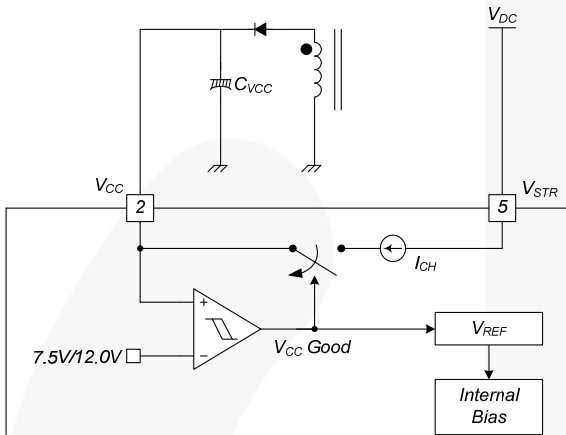 VDC
CVCC
VCC
2
5
VSTR
ICH
+
7.5V/12.0V
−
VCC Good
VREF
Internal
Bias